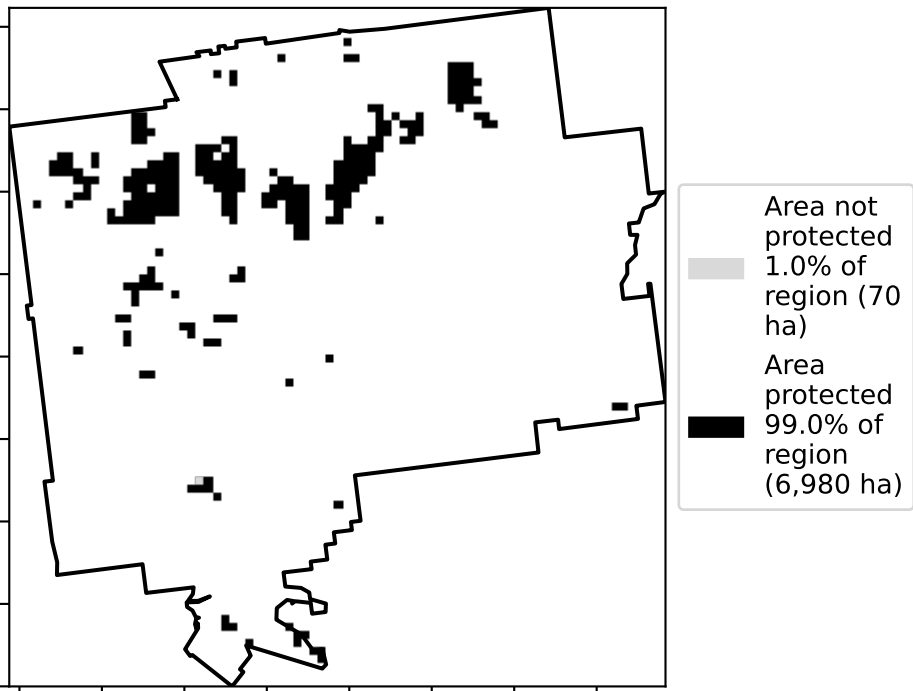 Area not
protected
1.0% of
region (70
ha)
Area
protected
99.0% of
region
(6,980 ha)